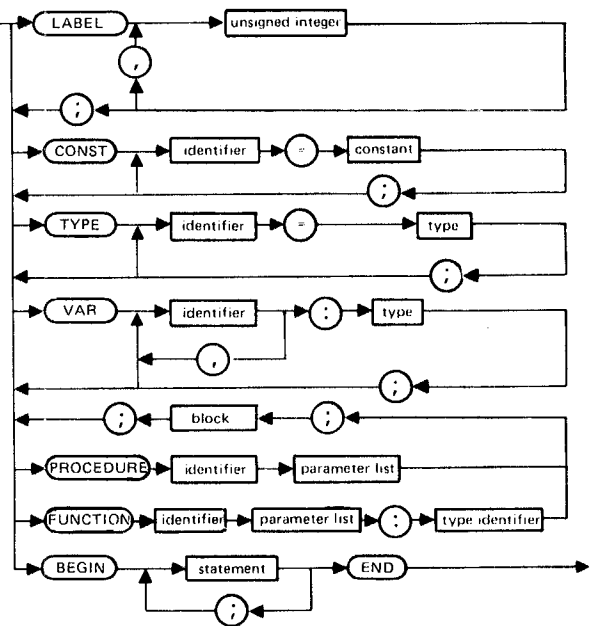 LABEL unsigned integer
,
;
CONST identifier = constant
;
TYPE identifier = type
;
VAR identifier : type
,
;
; block ;
PROCEDURE identifier parameter list
FUNCTION identifier parameter list : type identifier
BEGIN statement END
;